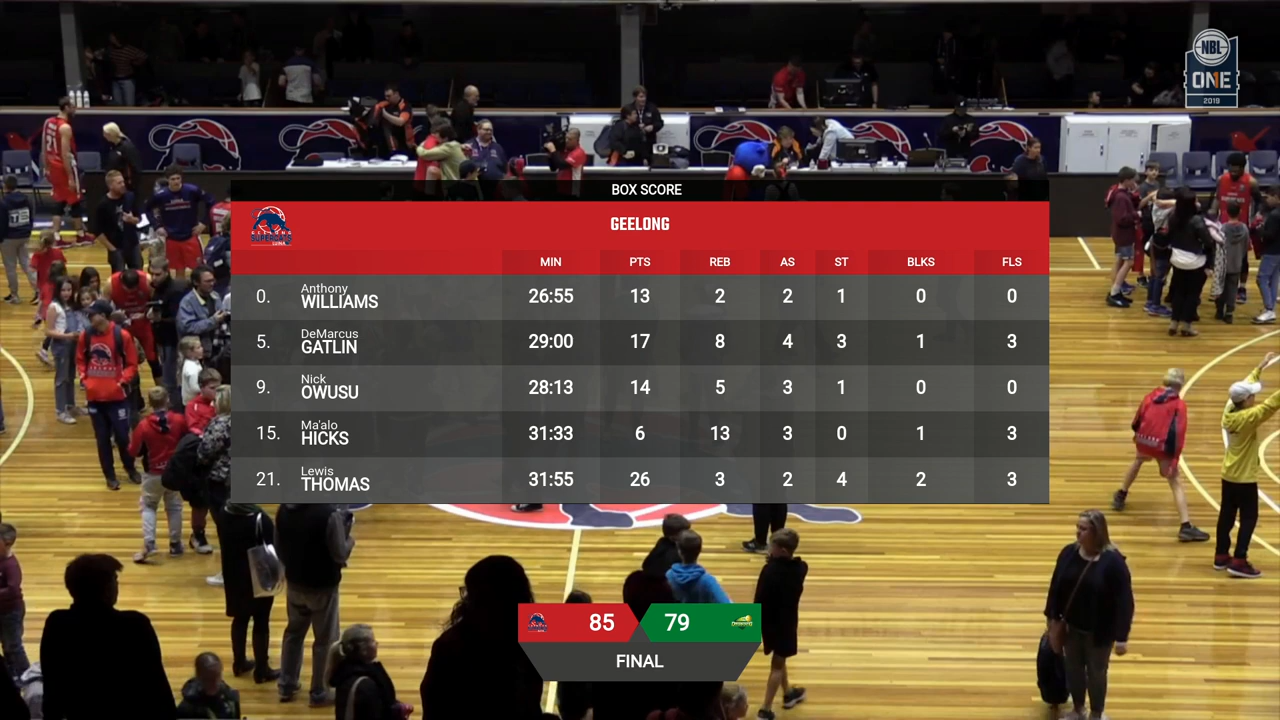 NBL
ONE
2019
BOX SCORE
GEELONG
SUPERCATS
GEELONG
MIN PTS REB AS ST BLKS FLS
0. Anthony WILLIAMS 26:55 13 2 2 1 0 0
5. DeMarcus GATLIN 29:00 17 8 4 3 1 3
9. Nick OWUSU 28:13 14 5 3 1 0 0
15. Ma'alo HICKS 31:33 6 13 3 0 1 3
21. Lewis THOMAS 31:55 26 3 2 4 2 3
85 79
FINAL